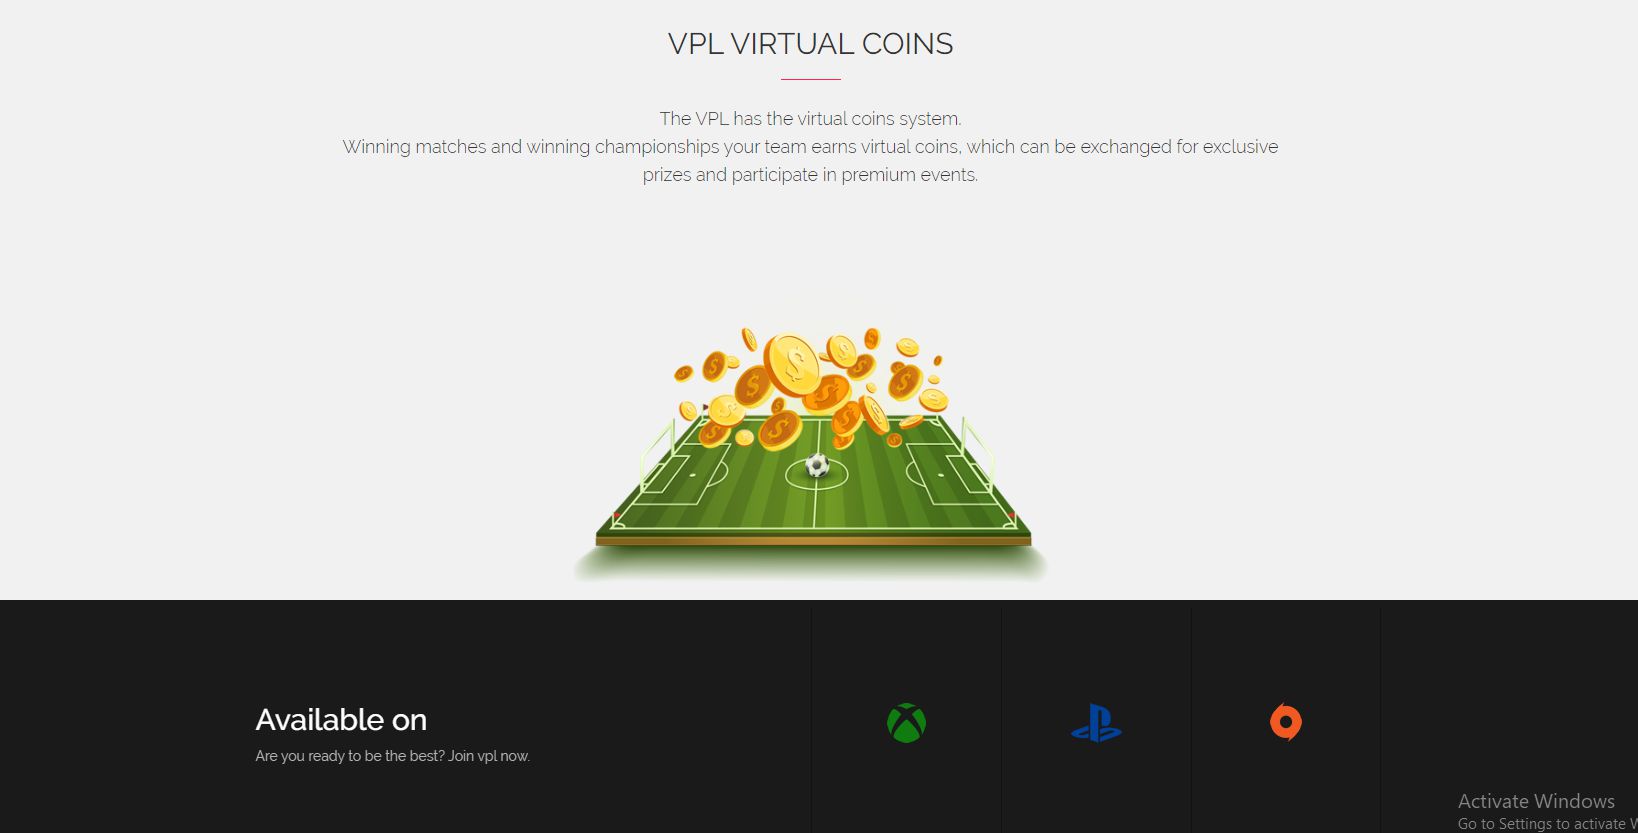 VPL VIRTUAL COINS
The VPL has the virtual coins system.
Winning matches and winning championships your team earns virtual coins, which can be exchanged for exclusive
prizes and participate in premium events.
Available on
Are you ready to be the best? Join vpl now.
Activate Windows
Go to Settings to activate W